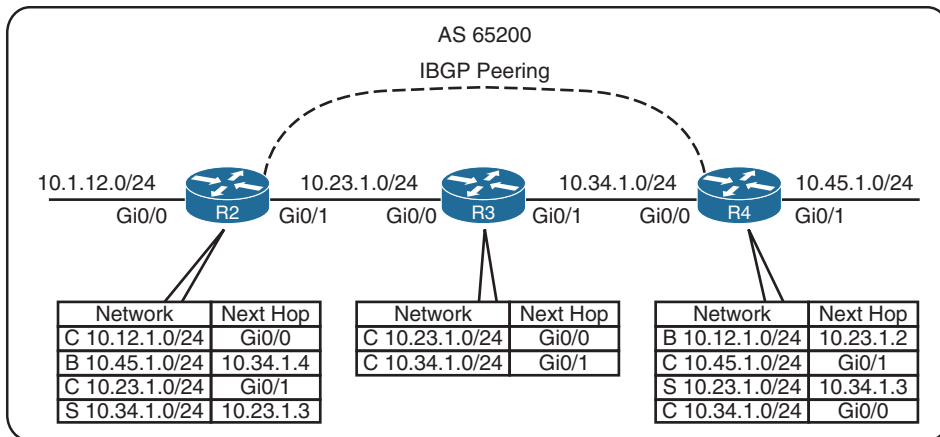 AS 65200
IBGP Peering
10.1.12.0/24
10.23.1.0/24
10.34.1.0/24
10.45.1.0/24
Gi0/0
R2
Gi0/1
Gi0/0
R3
Gi0/1
Gi0/0
R4
Gi0/1
Network Next Hop
C 10.12.1.0/24 Gi0/0
B 10.45.1.0/24 10.34.1.4
C 10.23.1.0/24 Gi0/1
S 10.34.1.0/24 10.23.1.3
Network Next Hop
C 10.23.1.0/24 Gi0/0
C 10.34.1.0/24 Gi0/1
Network Next Hop
B 10.12.1.0/24 10.23.1.2
C 10.45.1.0/24 Gi0/1
S 10.23.1.0/24 10.34.1.3
C 10.34.1.0/24 Gi0/0